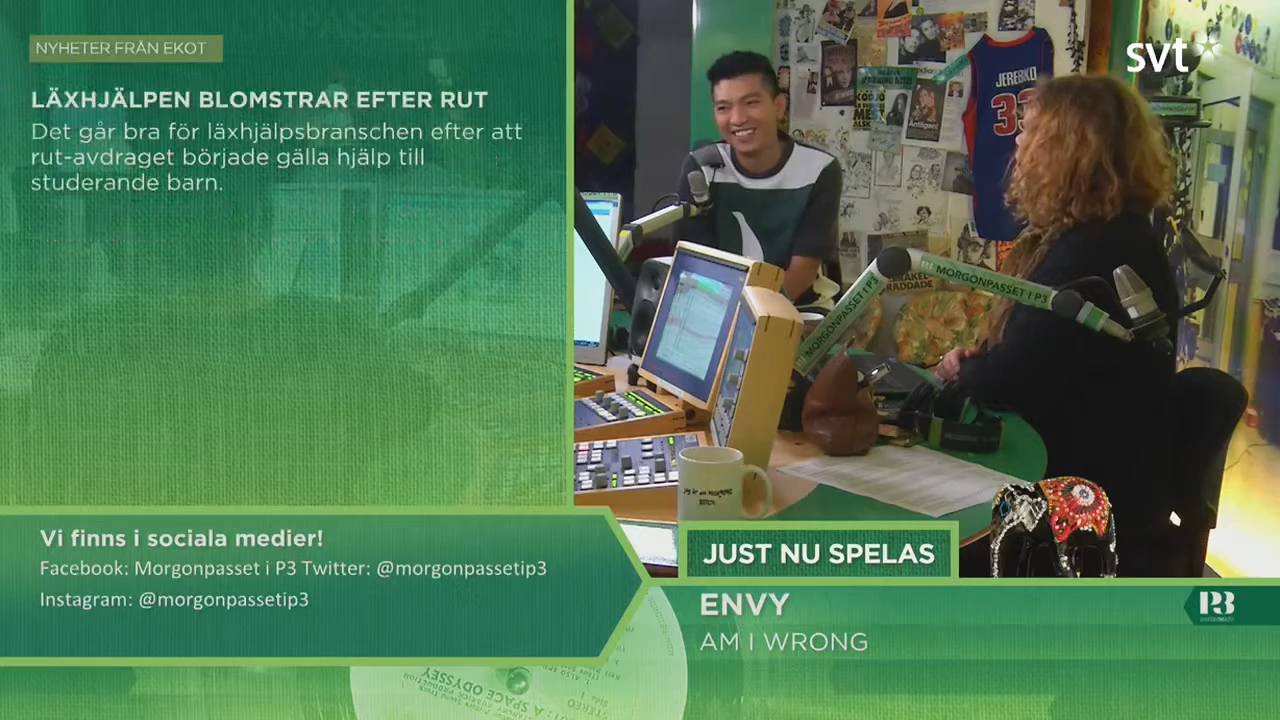 NYHETER FRÅN EKOT
LÄXHJÄLPEN BLOMSTRAR EFTER RUT
Det går bra för läxhjälpsbranschen efter att
rut-avdraget började gälla hjälp till
studerande barn.
svt
JEREBKO
33
MORGONPASSET I P3
MORGONPASSET I P3
Vi finns i sociala medier!
Facebook: Morgonpasset i P3 Twitter: @morgonpassetip3
Instagram: @morgonpassetip3
JUST NU SPELAS
ENVY
AM I WRONG
P3
A SPACE ODYSSEY
STEREO